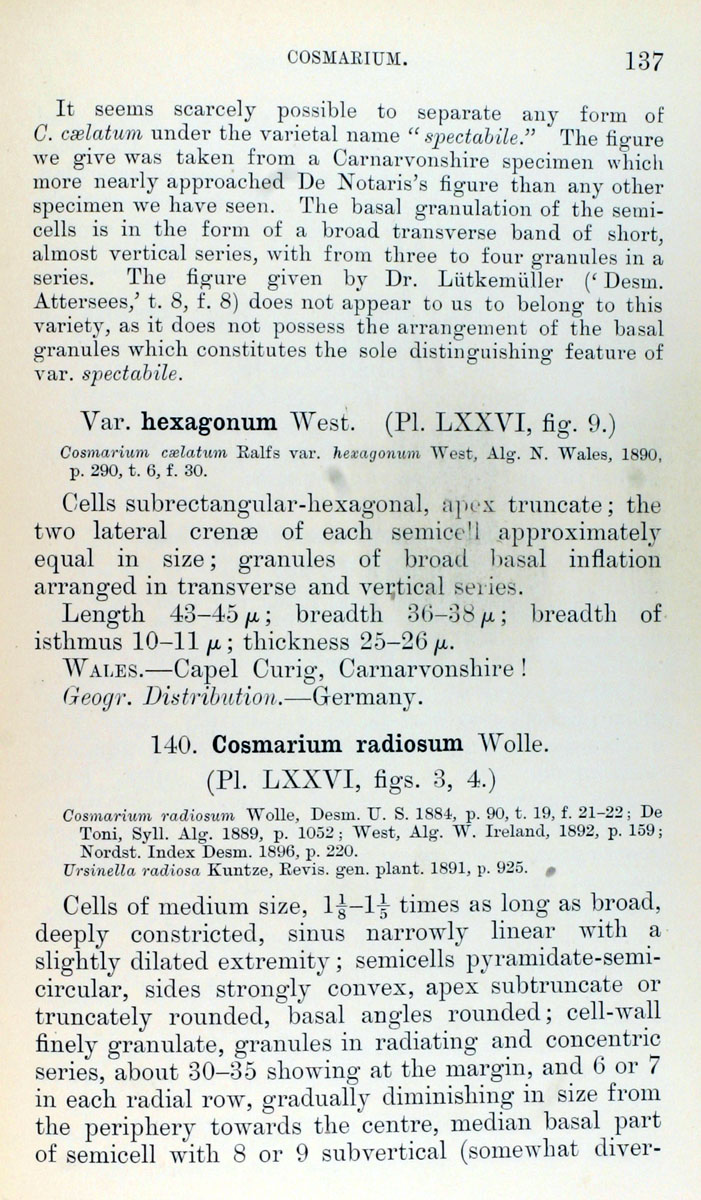 COSMARIUM. 137
It seems scarcely possible to separate any form of
C. cælatum under the varietal name “spectabile.” The figure
we give was taken from a Carnarvonshire specimen which
more nearly approached De Notaris’s figure than any other
specimen we have seen. The basal granulation of the semi-
cells is in the form of a broad transverse band of short,
almost vertical series, with from three to four granules in a
series. The figure given by Dr. Lütkemüller (‘Desm.
Attersees,’ t. 8, f. 8) does not appear to us to belong to this
variety, as it does not possess the arrangement of the basal
granules which constitutes the sole distinguishing feature of
var. spectabile.
Var. hexagonum West. (Pl. LXXVI, fig. 9.)
Cosmarium cælatum Ralfs var. hexagonum West, Alg. N. Wales, 1890,
p. 290, t. 6, f. 30.
Cells subrectangular-hexagonal, apex truncate; the
two lateral crenæ of each semicell approximately
equal in size; granules of broad basal inflation
arranged in transverse and vertical series.
Length 43–45 μ; breadth 36–38 μ; breadth of
isthmus 10–11 μ; thickness 25–26 μ.
WALES.—Capel Curig, Carnarvonshire!
Geogr. Distribution.—Germany.
140. Cosmarium radiosum Wolle.
(Pl. LXXVI, figs. 3, 4.)
Cosmarium radiosum Wolle, Desm. U. S. 1884, p. 90, t. 19, f. 21–22; De
Toni, Syll. Alg. 1889, p. 1052; West, Alg. W. Ireland, 1892, p. 159;
Nordst. Index Desm. 1896, p. 220.
Ursinella radiosa Kuntze, Revis. gen. plant. 1891, p. 925.
Cells of medium size, 1⅛–1⅕ times as long as broad,
deeply constricted, sinus narrowly linear with a
slightly dilated extremity; semicells pyramidate-semi-
circular, sides strongly convex, apex subtruncate or
truncately rounded, basal angles rounded; cell-wall
finely granulate, granules in radiating and concentric
series, about 30–35 showing at the margin, and 6 or 7
in each radial row, gradually diminishing in size from
the periphery towards the centre, median basal part
of semicell with 8 or 9 subvertical (somewhat diver-